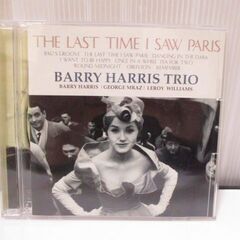 THE LAST TIME I SAW PARIS
BAG'S GROOVE THE LAST TIME I SAW PARIS DANCING IN THE DARK
I WANT TO BE HAPPY ONCE IN A WHILE TEA FOR TWO
'ROUND MIDNIGHT OBLIVION REMEMBER
BARRY HARRIS TRIO
BARRY HARRIS / GEORGE MRAZ / LEROY WILLIAMS